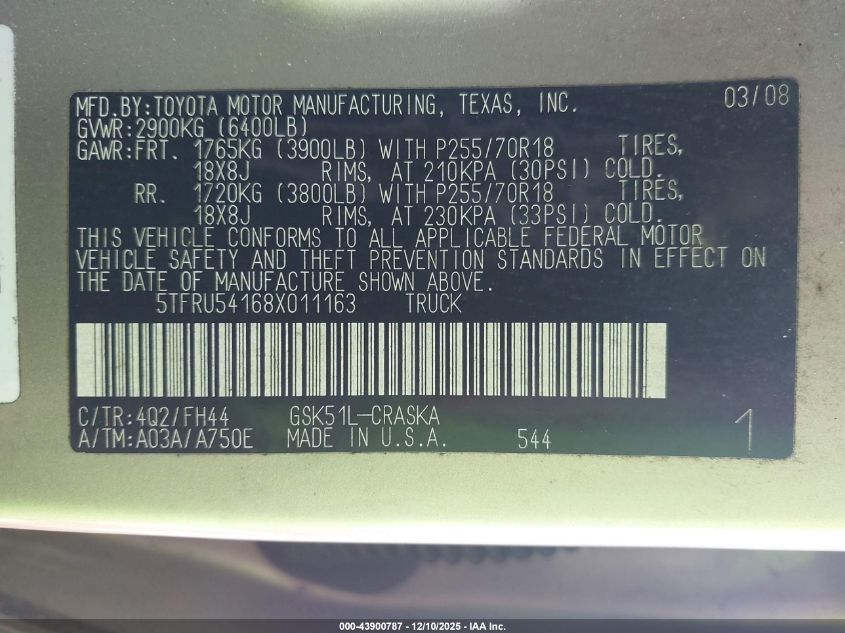 MFD.BY:TOYOTA MOTOR MANUFACTURING, TEXAS, INC. 03/08
GVWR:2900KG (6400LB)
GAWR:FRT. 1765KG (3900LB) WITH P255/70R18 TIRES,
18X8J RIMS, AT 210KPA (30PSI) COLD.
RR. 1720KG (3800LB) WITH P255/70R18 TIRES,
18X8J RIMS, AT 230KPA (33PSI) COLD.
THIS VEHICLE CONFORMS TO ALL APPLICABLE FEDERAL MOTOR
VEHICLE SAFETY AND THEFT PREVENTION STANDARDS IN EFFECT ON
THE DATE OF MANUFACTURE SHOWN ABOVE.
5TFRU54168X011163 TRUCK
C/TR:4Q2/FH44 GSK51L-CRASKA
A/TM:A03A/A750E MADE IN U.S.A. 544 1
000-43900787 - 12/10/2025 - IAA Inc.